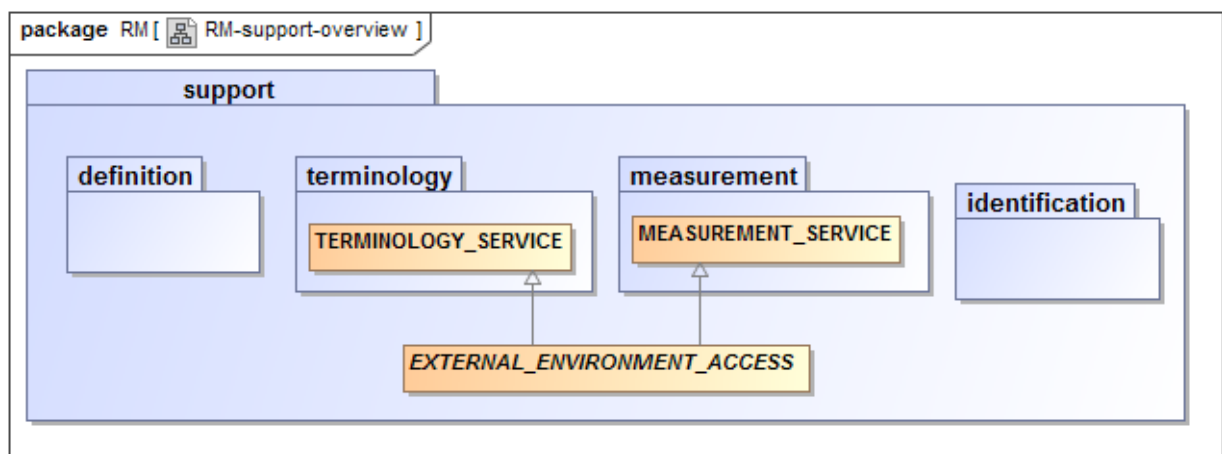 package RM [ RM-support-overview ]
support
definition
terminology
measurement
identification
TERMINOLOGY_SERVICE
MEASUREMENT_SERVICE
EXTERNAL_ENVIRONMENT_ACCESS